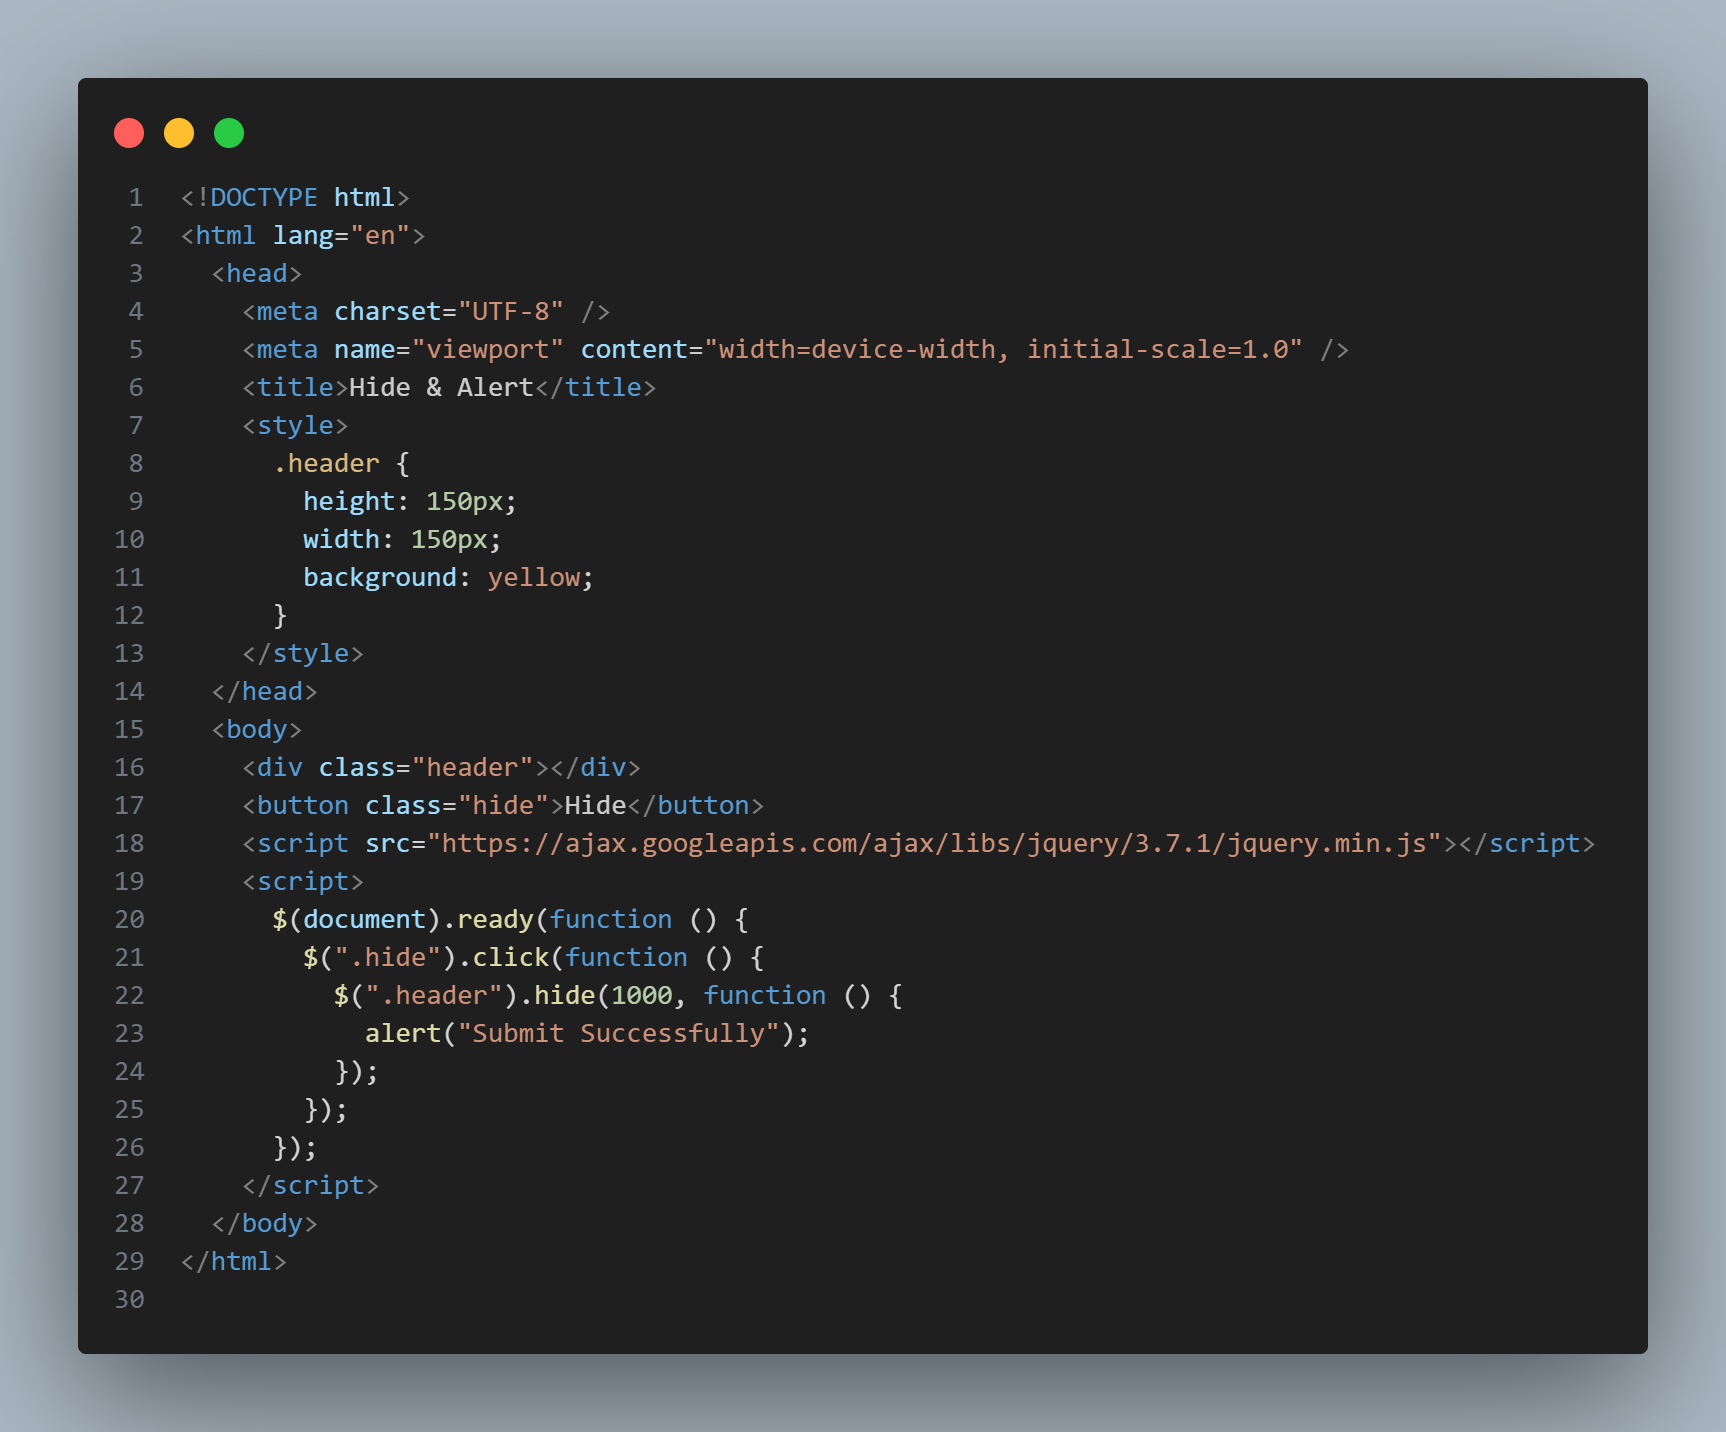 1 <!DOCTYPE html>
2 <html lang="en">
3   <head>
4     <meta charset="UTF-8" />
5     <meta name="viewport" content="width=device-width, initial-scale=1.0" />
6     <title>Hide & Alert</title>
7     <style>
8       .header {
9         height: 150px;
10         width: 150px;
11         background: yellow;
12       }
13     </style>
14   </head>
15   <body>
16     <div class="header"></div>
17     <button class="hide">Hide</button>
18     <script src="https://ajax.googleapis.com/ajax/libs/jquery/3.7.1/jquery.min.js"></script>
19     <script>
20       $(document).ready(function () {
21         $(".hide").click(function () {
22           $(".header").hide(1000, function () {
23             alert("Submit Successfully");
24           });
25         });
26       });
27     </script>
28   </body>
29 </html>
30